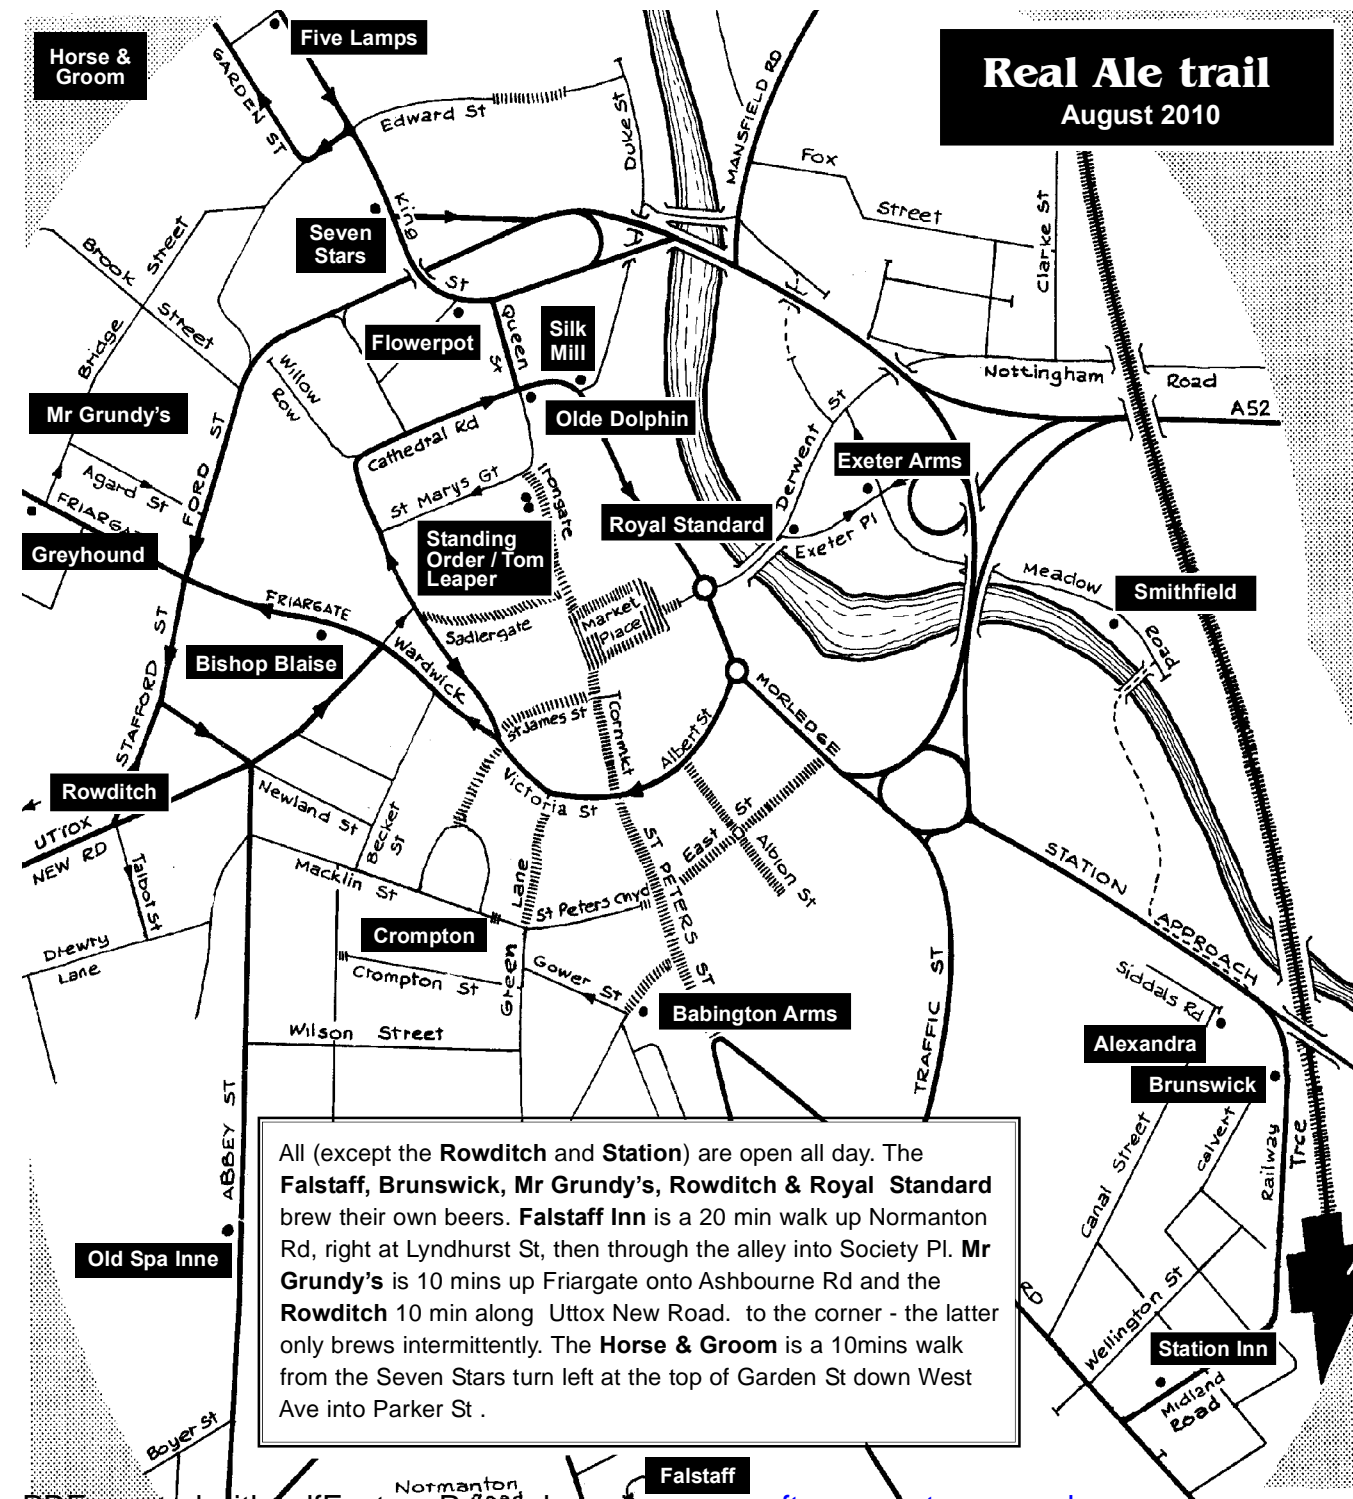 Real Ale trail
August 2010
Horse &
Groom
Five Lamps
GARDEN ST
Edward St
Duke St
MANSFIELD RD
Fox
Street
Clarke St
Seven
Stars
King
St
Brook
Street
Bridge
Street
Flowerpot
Queen
St
Silk
Mill
Willow
Row
Nottingham
Road
A52
Mr Grundy's
Olde Dolphin
Cathedral Rd
Derwent St
Exeter Arms
Agard St
FORD ST
St Marys Gt
Irongate
FRIARGATE
Greyhound
Standing
Order / Tom
Leaper
Royal Standard
Exeter Pl
Meadow
Road
Smithfield
FRIARGATE
Sadlergate
Market
Place
Bishop Blaise
Wardwick
STAFFORD ST
St James St
Cornmkt
Albert St
MORLEDGE
Rowditch
UTTOX
NEW RD
Newland St
Becket
St
Victoria St
Talbot St
Macklin St
East St
Albion St
ST PETERS ST
STATION
APPROACH
Drewry
Lane
Crompton
Green
LANE
St Peters Chyd
Crompton St
Gower St
Siddals Rd
Wilson Street
Babington Arms
TRAFFIC ST
Alexandra
Brunswick
ABBEY ST
Canal Street
Calvert
Railway
Trce
Old Spa Inne
All (except the Rowditch and Station) are open all day. The
Falstaff, Brunswick, Mr Grundy's, Rowditch & Royal Standard
brew their own beers. Falstaff Inn is a 20 min walk up Normanton
Rd, right at Lyndhurst St, then through the alley into Society Pl. Mr
Grundy's is 10 mins up Friargate onto Ashbourne Rd and the
Rowditch 10 min along Uttox New Road. to the corner - the latter
only brews intermittently. The Horse & Groom is a 10mins walk
from the Seven Stars turn left at the top of Garden St down West
Ave into Parker St .
RD
Wellington St
Station Inn
Midland
Road
Boyer St
Normanton
Falstaff